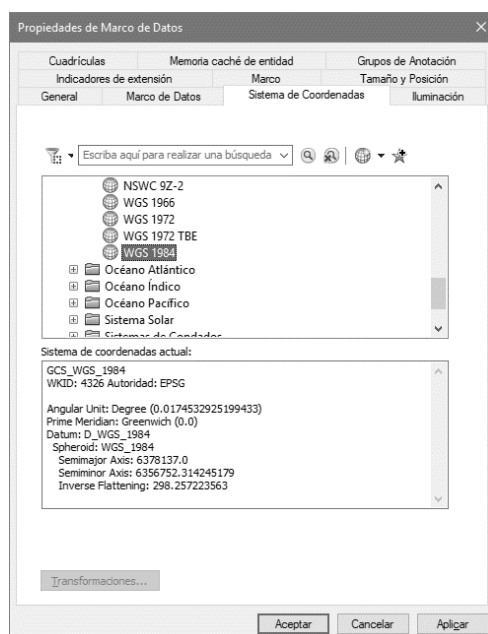 Propiedades de Marco de Datos
Cuadrículas Memoria caché de entidad Grupos de Anotación
Indicadores de extensión Marco Tamaño y Posición
General Marco de Datos Sistema de Coordenadas Iluminación
Escriba aquí para realizar una búsqueda
NSWC 9Z-2
WGS 1966
WGS 1972
WGS 1972 TBE
WGS 1984
Océano Atlántico
Océano Índico
Océano Pacífico
Sistema Solar
Sistemas de Condados
Sistema de coordenadas actual:
GCS_WGS_1984
WKID: 4326 Autoridad: EPSG
Angular Unit: Degree (0.0174532925199433)
Prime Meridian: Greenwich (0.0)
Datum: D_WGS_1984
Spheroid: WGS_1984
Semimajor Axis: 6378137.0
Semiminor Axis: 6356752.314245179
Inverse Flattening: 298.257223563
Transformaciones...
Aceptar Cancelar Aplicar